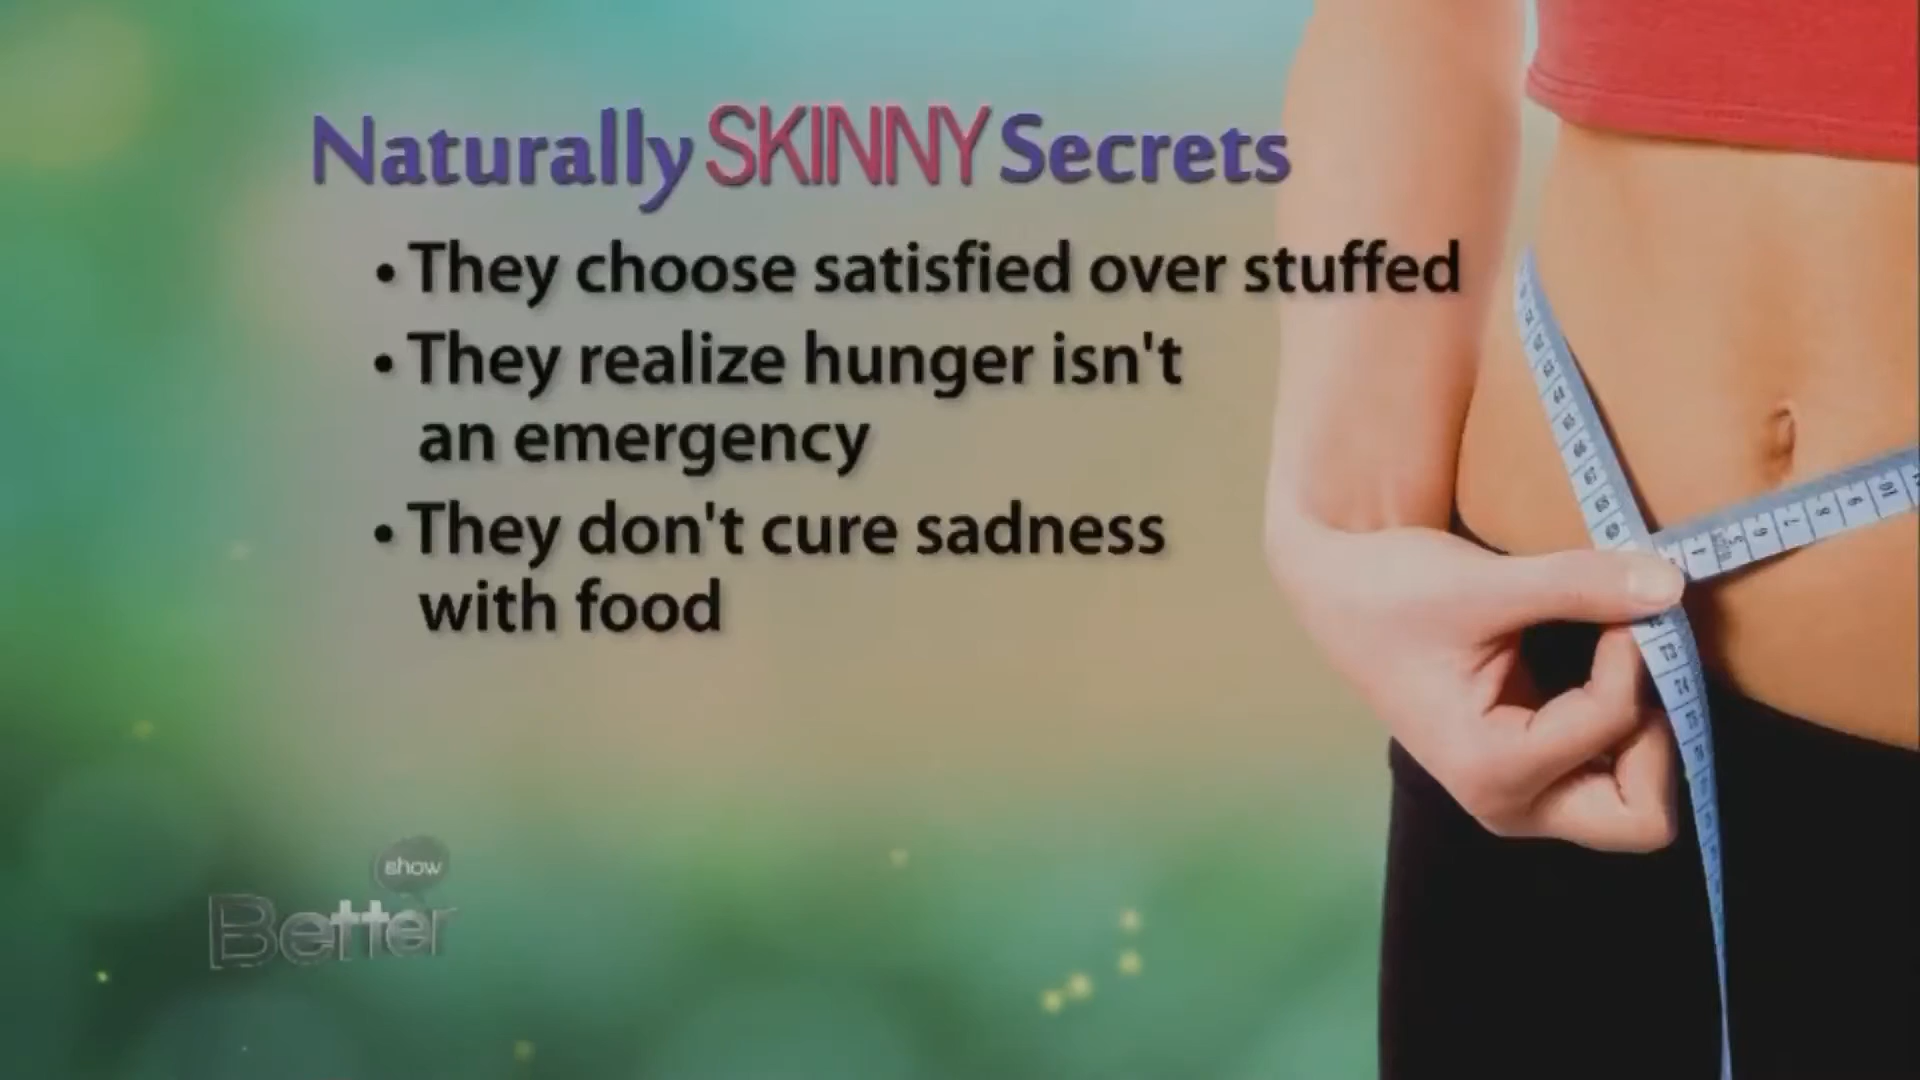 Naturally SKINNY Secrets
• They choose satisfied over stuffed
• They realize hunger isn't
an emergency
• They don't cure sadness
with food
show
Better